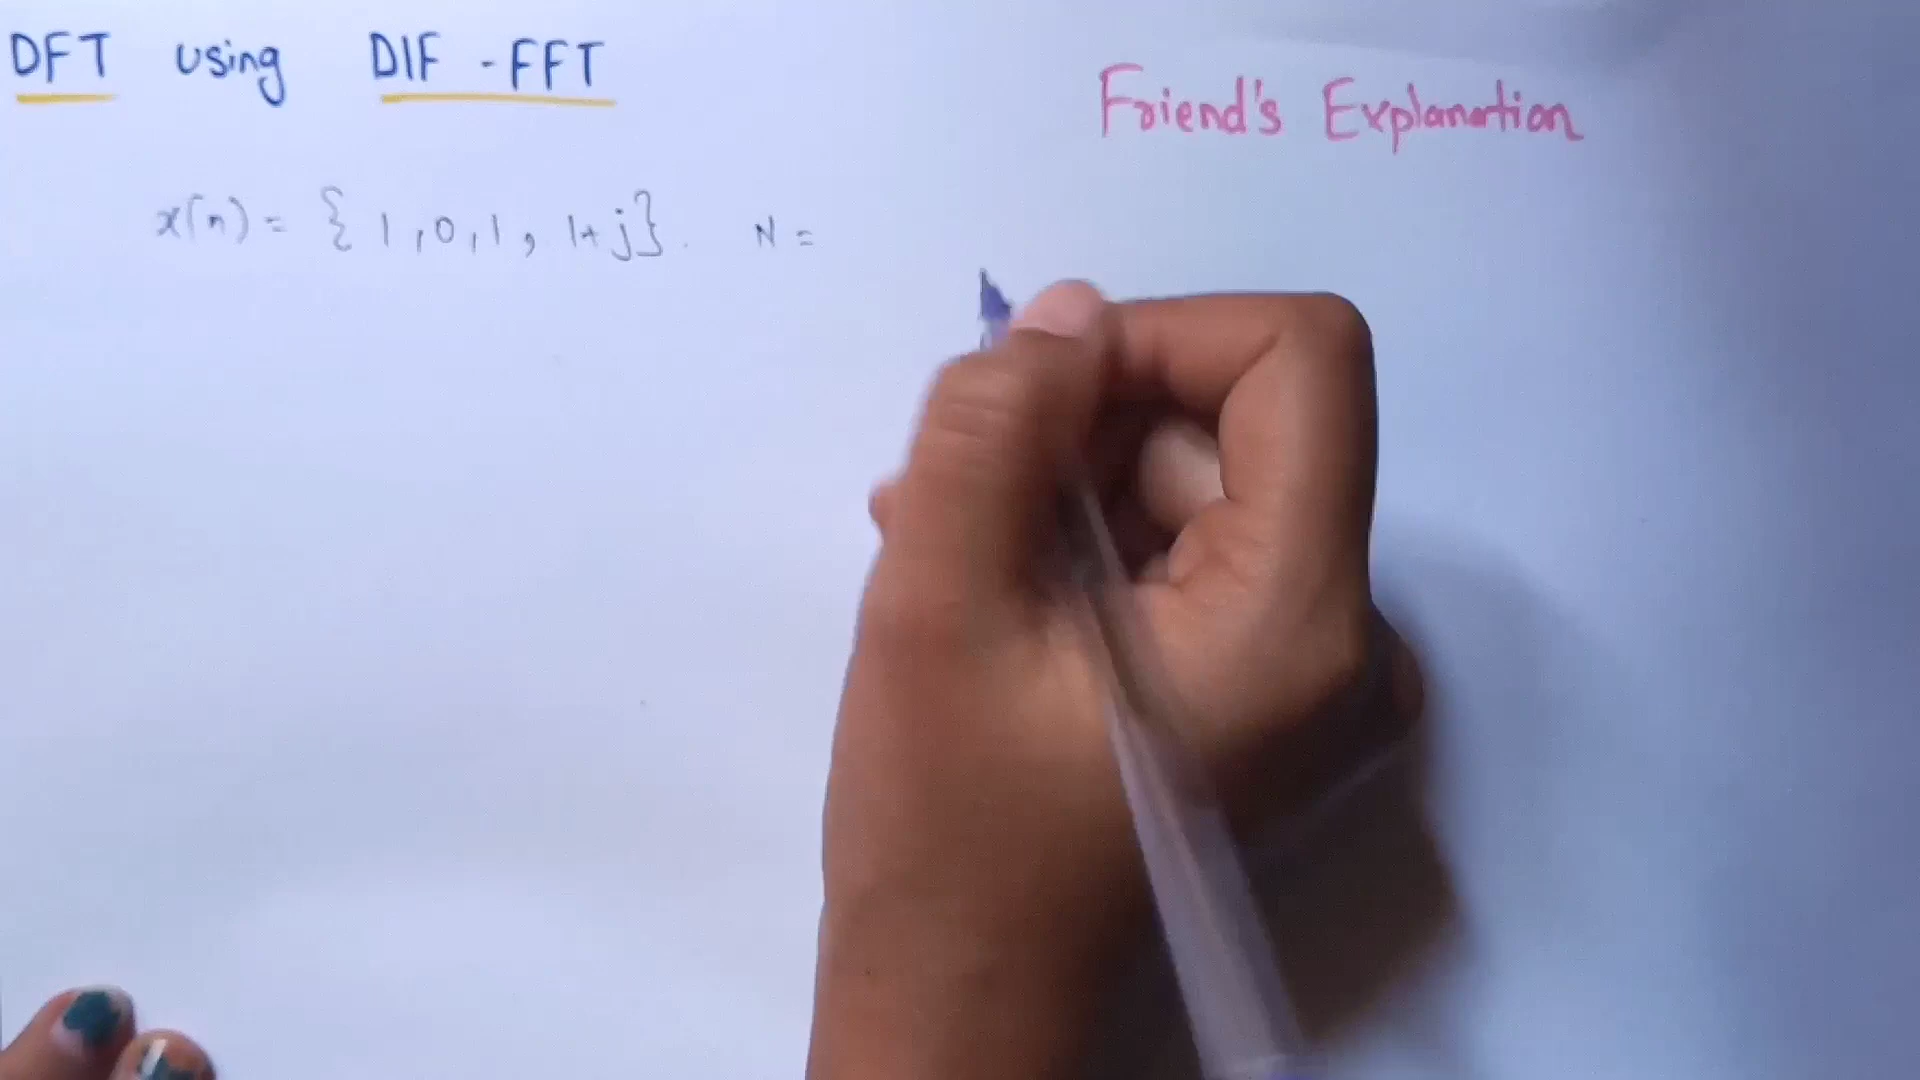 DFT using DIF - FFT
Friend's Explanation
x(n) = { 1 , 0 , 1 , 1+j } . N =